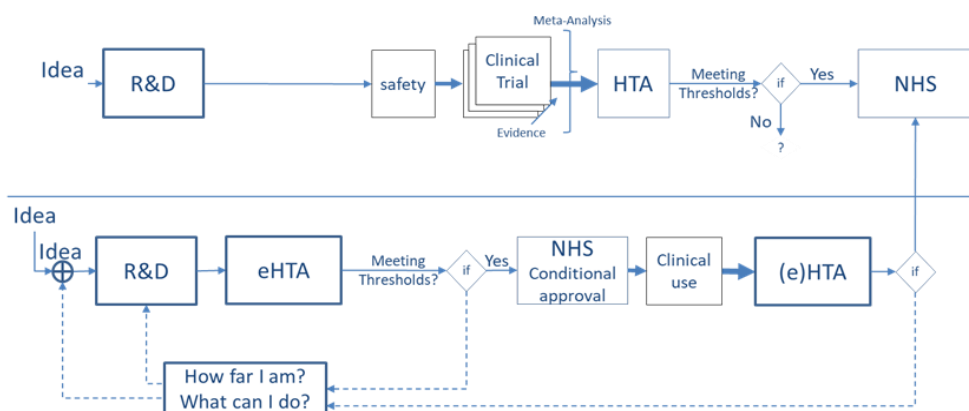 Meta-Analysis
Idea
R&D
safety
Clinical
Trial
Evidence
HTA
Meeting
Thresholds?
if
Yes
No
?
NHS
Idea
Idea
R&D
eHTA
Meeting
Thresholds?
if
Yes
NHS
Conditional
approval
Clinical
use
(e)HTA
if
How far I am?
What can I do?